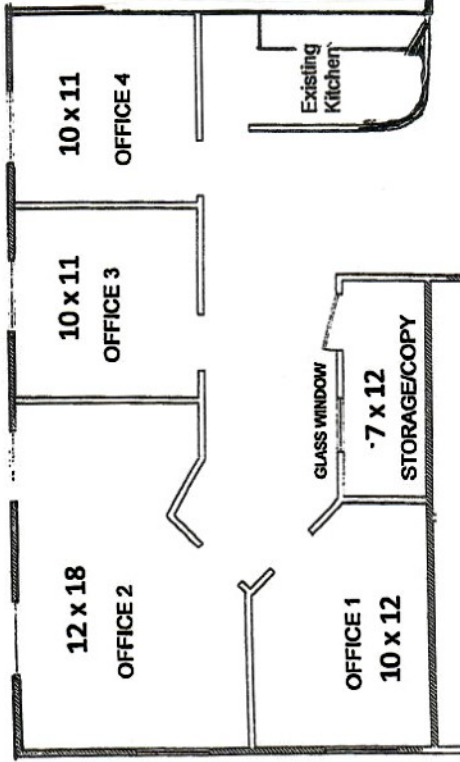 12 x 18
OFFICE 2
10 x 11
OFFICE 3
10 x 11
OFFICE 4
Existing
Kitchen
GLASS WINDOW
OFFICE 1
10 x 12
-7 x 12
STORAGE/COPY